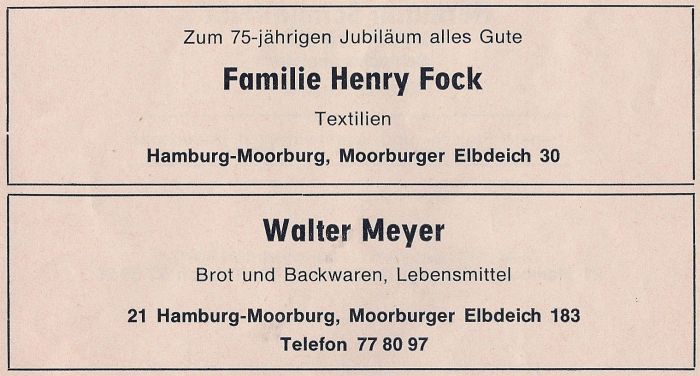 Zum 75-jährigen Jubiläum alles Gute
Familie Henry Fock
Textilien
Hamburg-Moorburg, Moorburger Elbdeich 30
Walter Meyer
Brot und Backwaren, Lebensmittel
21 Hamburg-Moorburg, Moorburger Elbdeich 183
Telefon 77 80 97